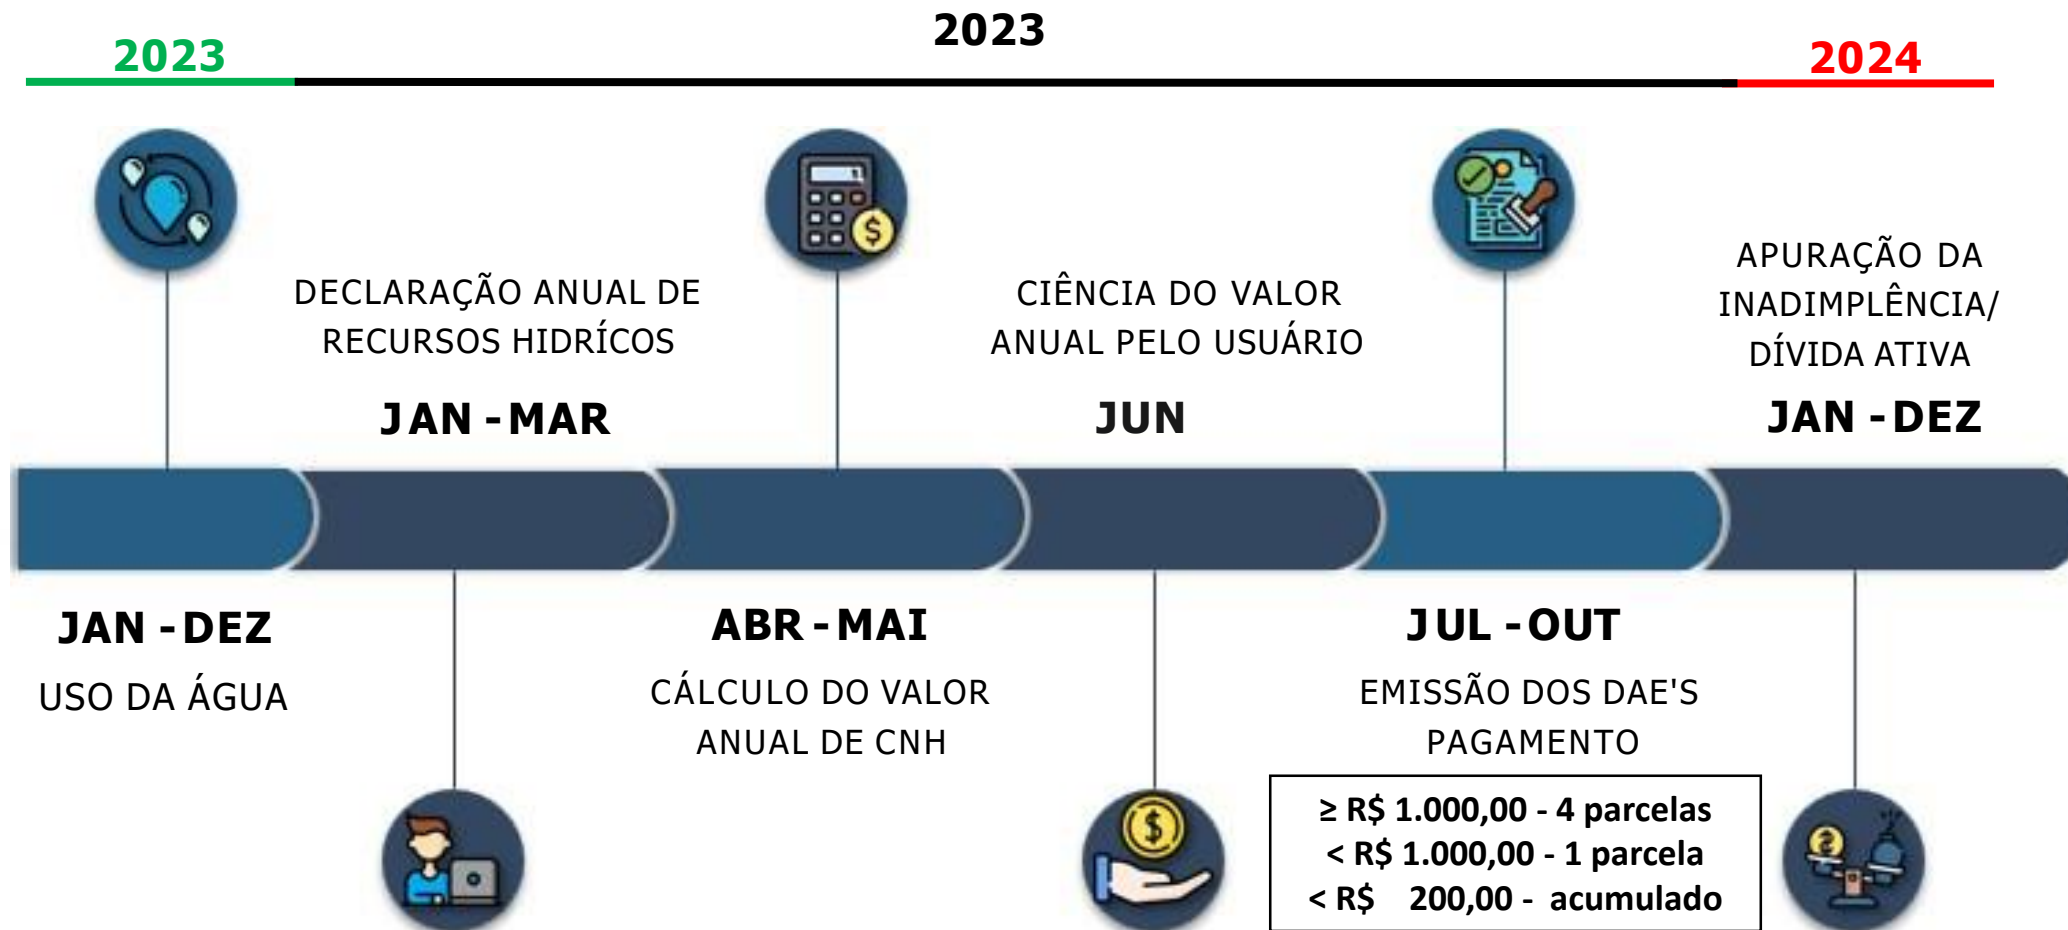 2023
2023
2024
DECLARAÇÃO ANUAL DE
RECURSOS HIDRÍCOS
JAN - MAR
CIÊNCIA DO VALOR
ANUAL PELO USUÁRIO
JUN
APURAÇÃO DA
INADIMPLÊNCIA/
DÍVIDA ATIVA
JAN - DEZ
JAN - DEZ
USO DA ÁGUA
ABR - MAI
CÁLCULO DO VALOR
ANUAL DE CNH
JUL - OUT
EMISSÃO DOS DAE'S
PAGAMENTO
≥ R$ 1.000,00 - 4 parcelas
< R$ 1.000,00 - 1 parcela
< R$ 200,00 - acumulado